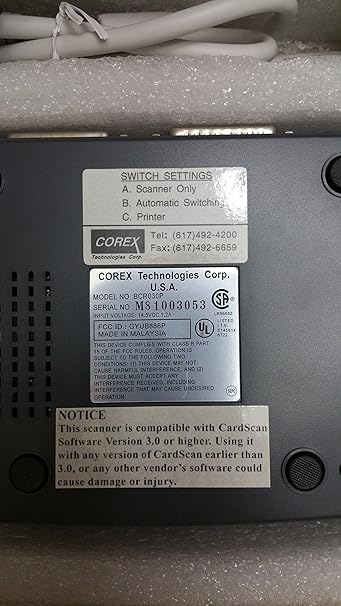 SWITCH SETTINGS
A. Scanner Only
B. Automatic Switching
C. Printer
COREX
Technologies Corp.
Tel: (617)492-4200
Fax: (617)492-6659
COREX Technologies Corp.
U.S.A.
MODEL NO BCR030P
SERIAL NO M81003053
INPUT VOLTAGE: 14.5VDC 1.2A
FCC ID : GYUB886P
MADE IN MALAYSIA
SA
LR66662
UL
LISTED
I.T.E.
THIS DEVICE COMPLIES WITH CLASS B PART
15 OF THE FCC RULES. OPERATION IS
SUBJECT TO THE FOLLOWING TWO
CONDITIONS: (1) THIS DEVICE MAY NOT
CAUSE HARMFUL INTERFERENCE, AND (2)
THIS DEVICE MUST ACCEPT ANY
INTERFERENCE RECEIVED, INCLUDING
INTERFERENCE THAT MAY CAUSE UNDESIRED
OPERATION.
NOTICE
This scanner is compatible with CardScan
Software Version 3.0 or higher. Using it
with any version of CardScan earlier than
3.0, or any other vendor's software could
cause damage or injury.